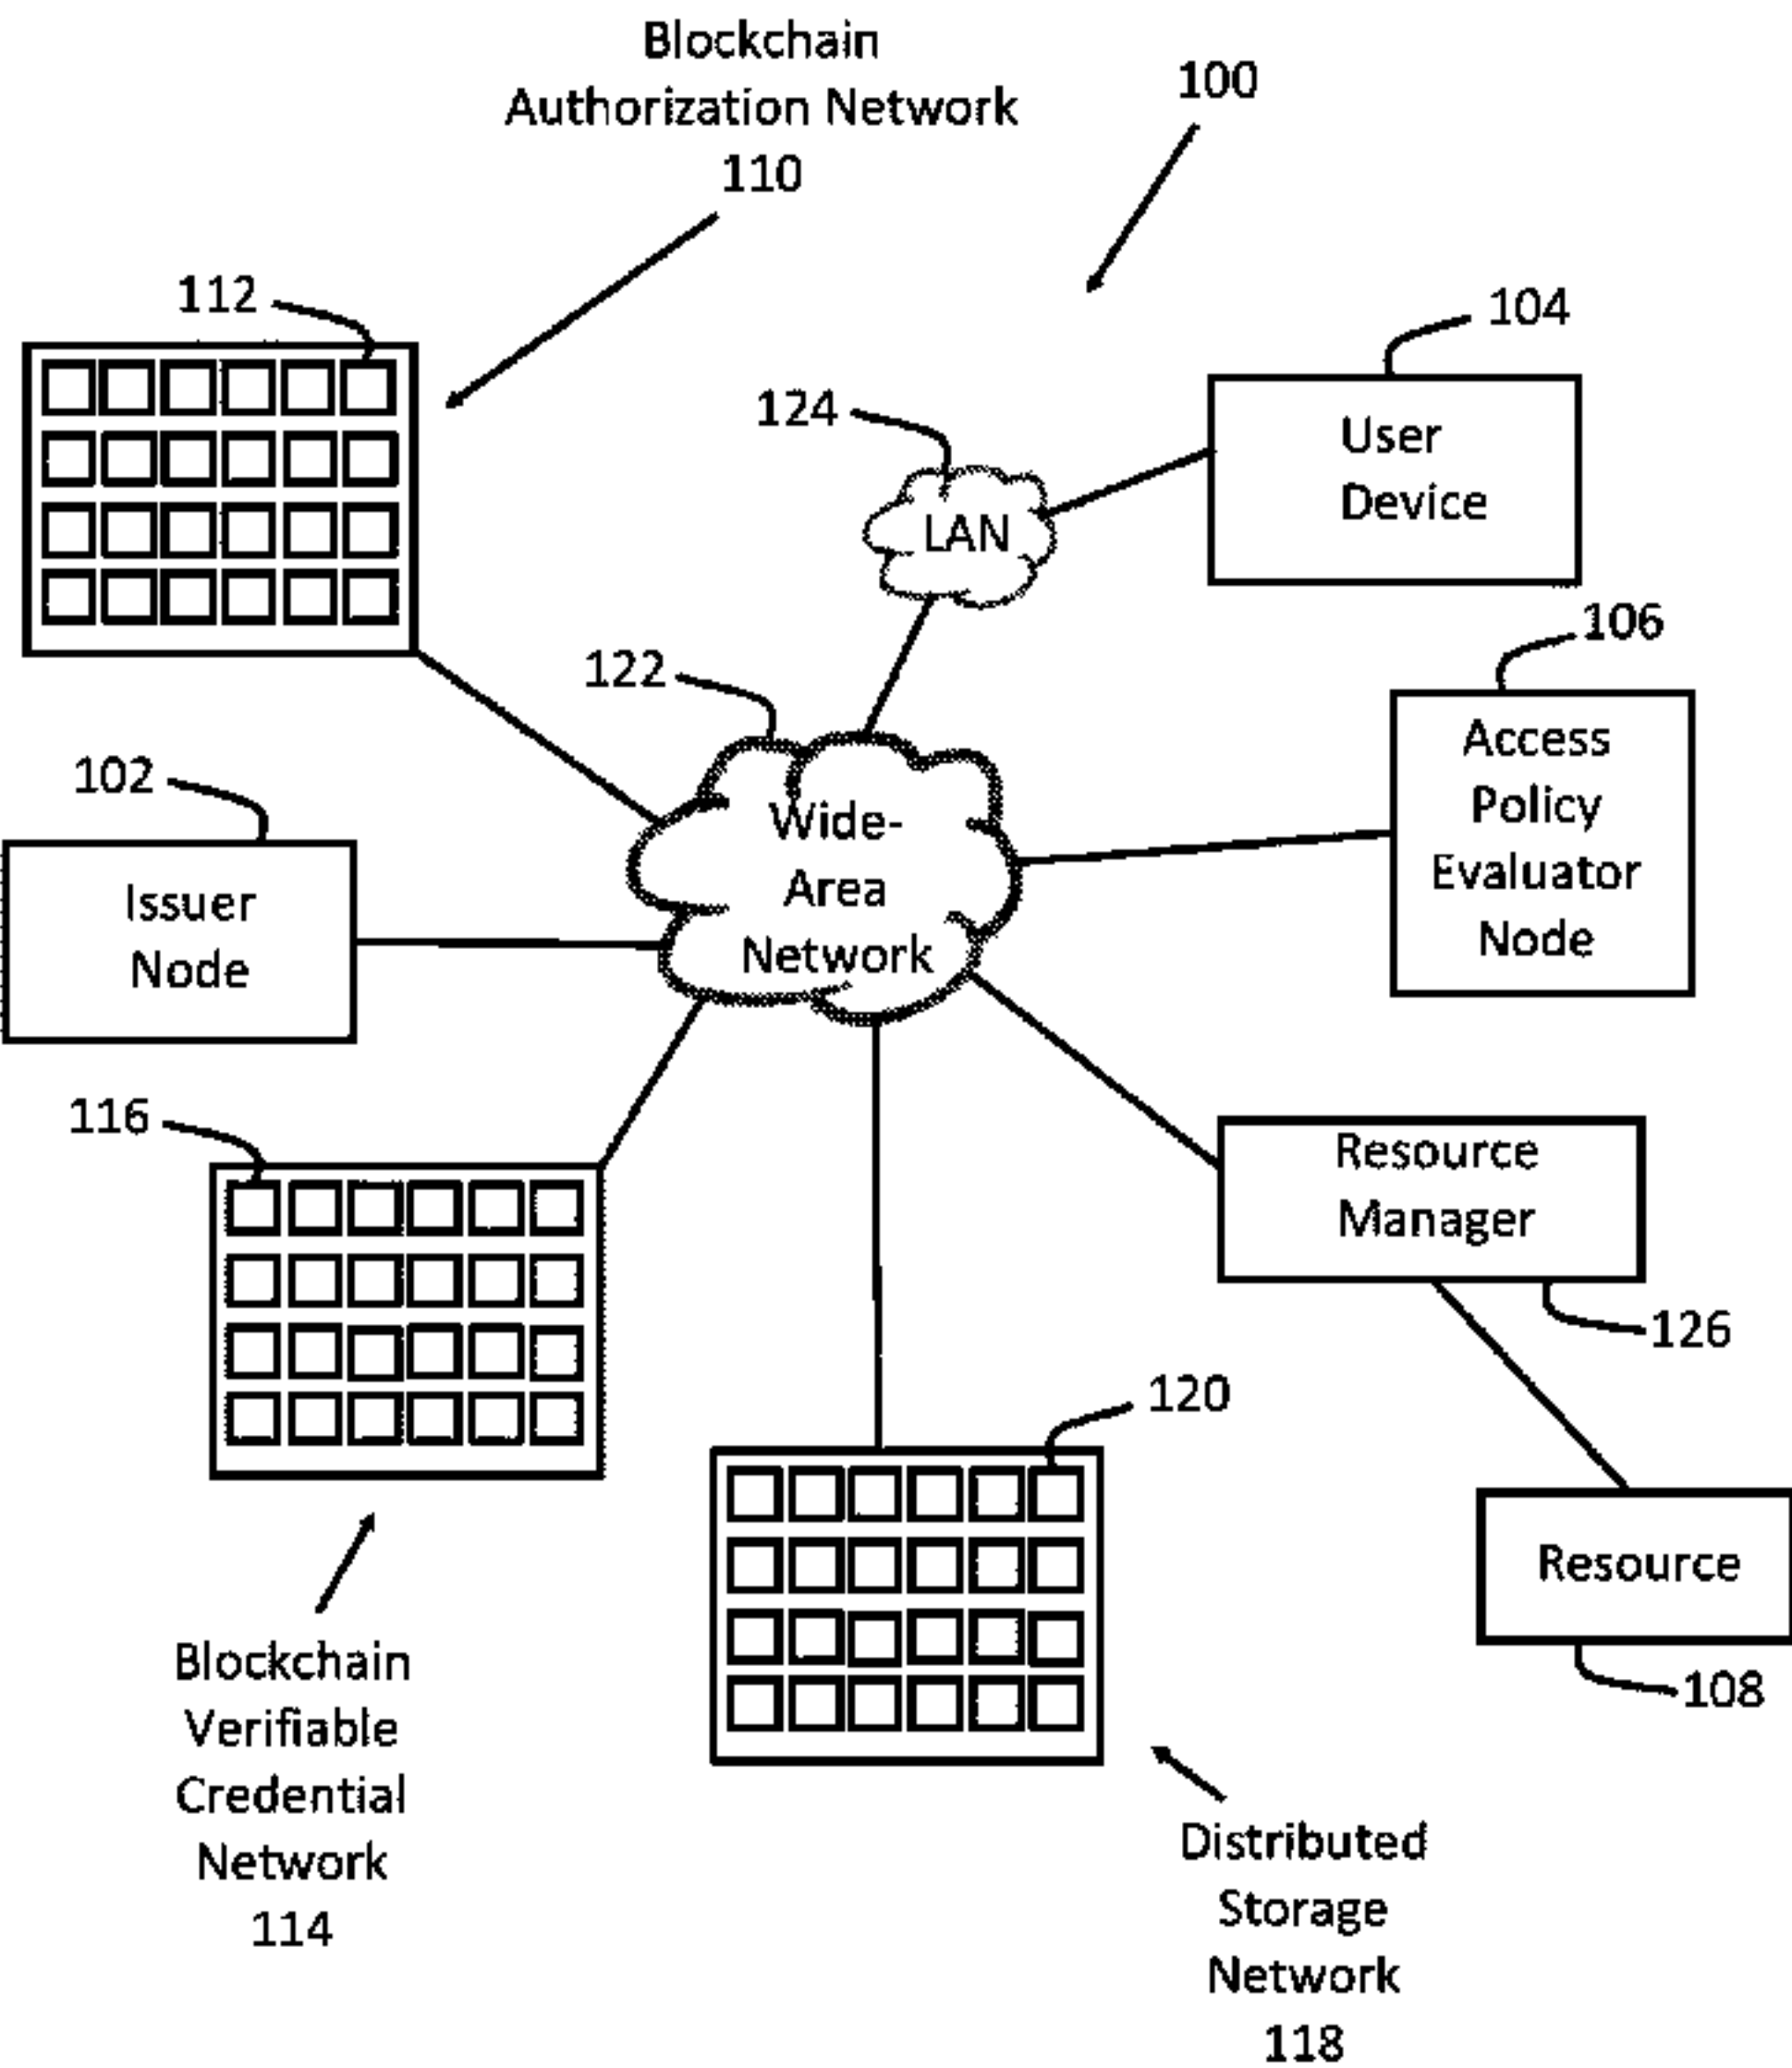 Blockchain
Authorization Network
110
100
112
104
124
User
Device
LAN
106
122
Access
Policy
Evaluator
Node
102
Wide-
Area
Network
Issuer
Node
116
Resource
Manager
126
120
Resource
108
Blockchain
Verifiable
Credential
Network
114
Distributed
Storage
Network
118